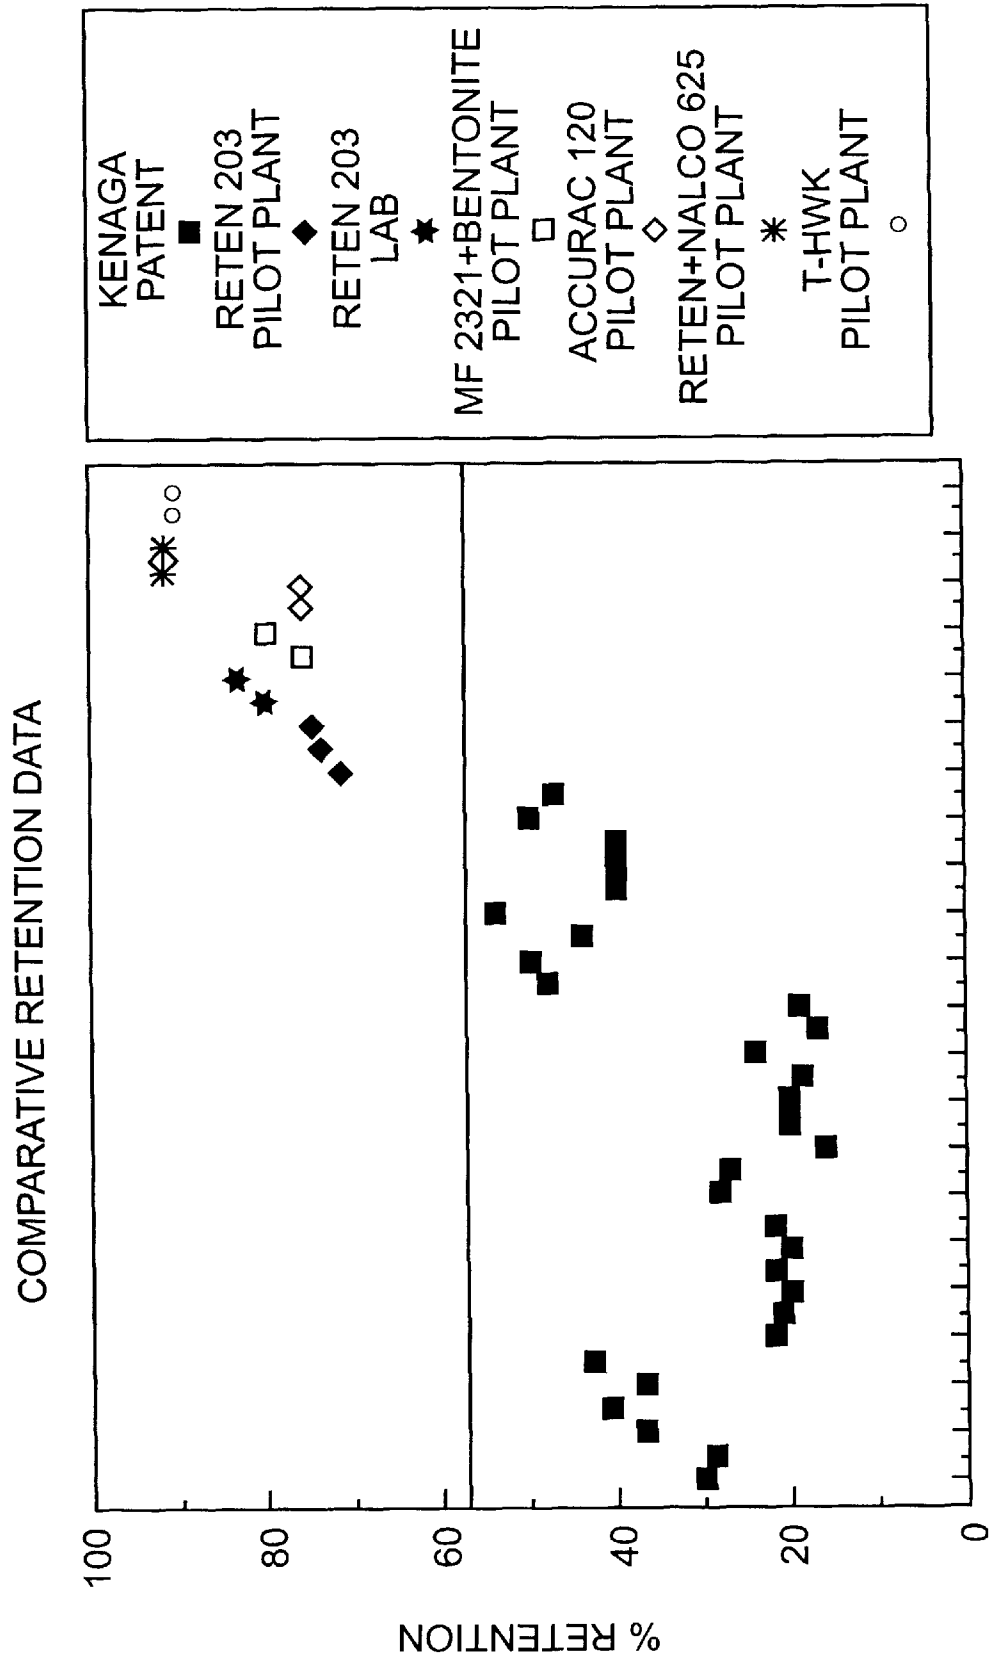 COMPARATIVE RETENTION DATA
% RETENTION
100
80
60
40
20
0
KENAGA
PATENT
RETEN 203
PILOT PLANT
RETEN 203
LAB
MF 2321+BENTONITE
PILOT PLANT
ACCURAC 120
PILOT PLANT
RETEN+NALCO 625
PILOT PLANT
T-HWK
PILOT PLANT